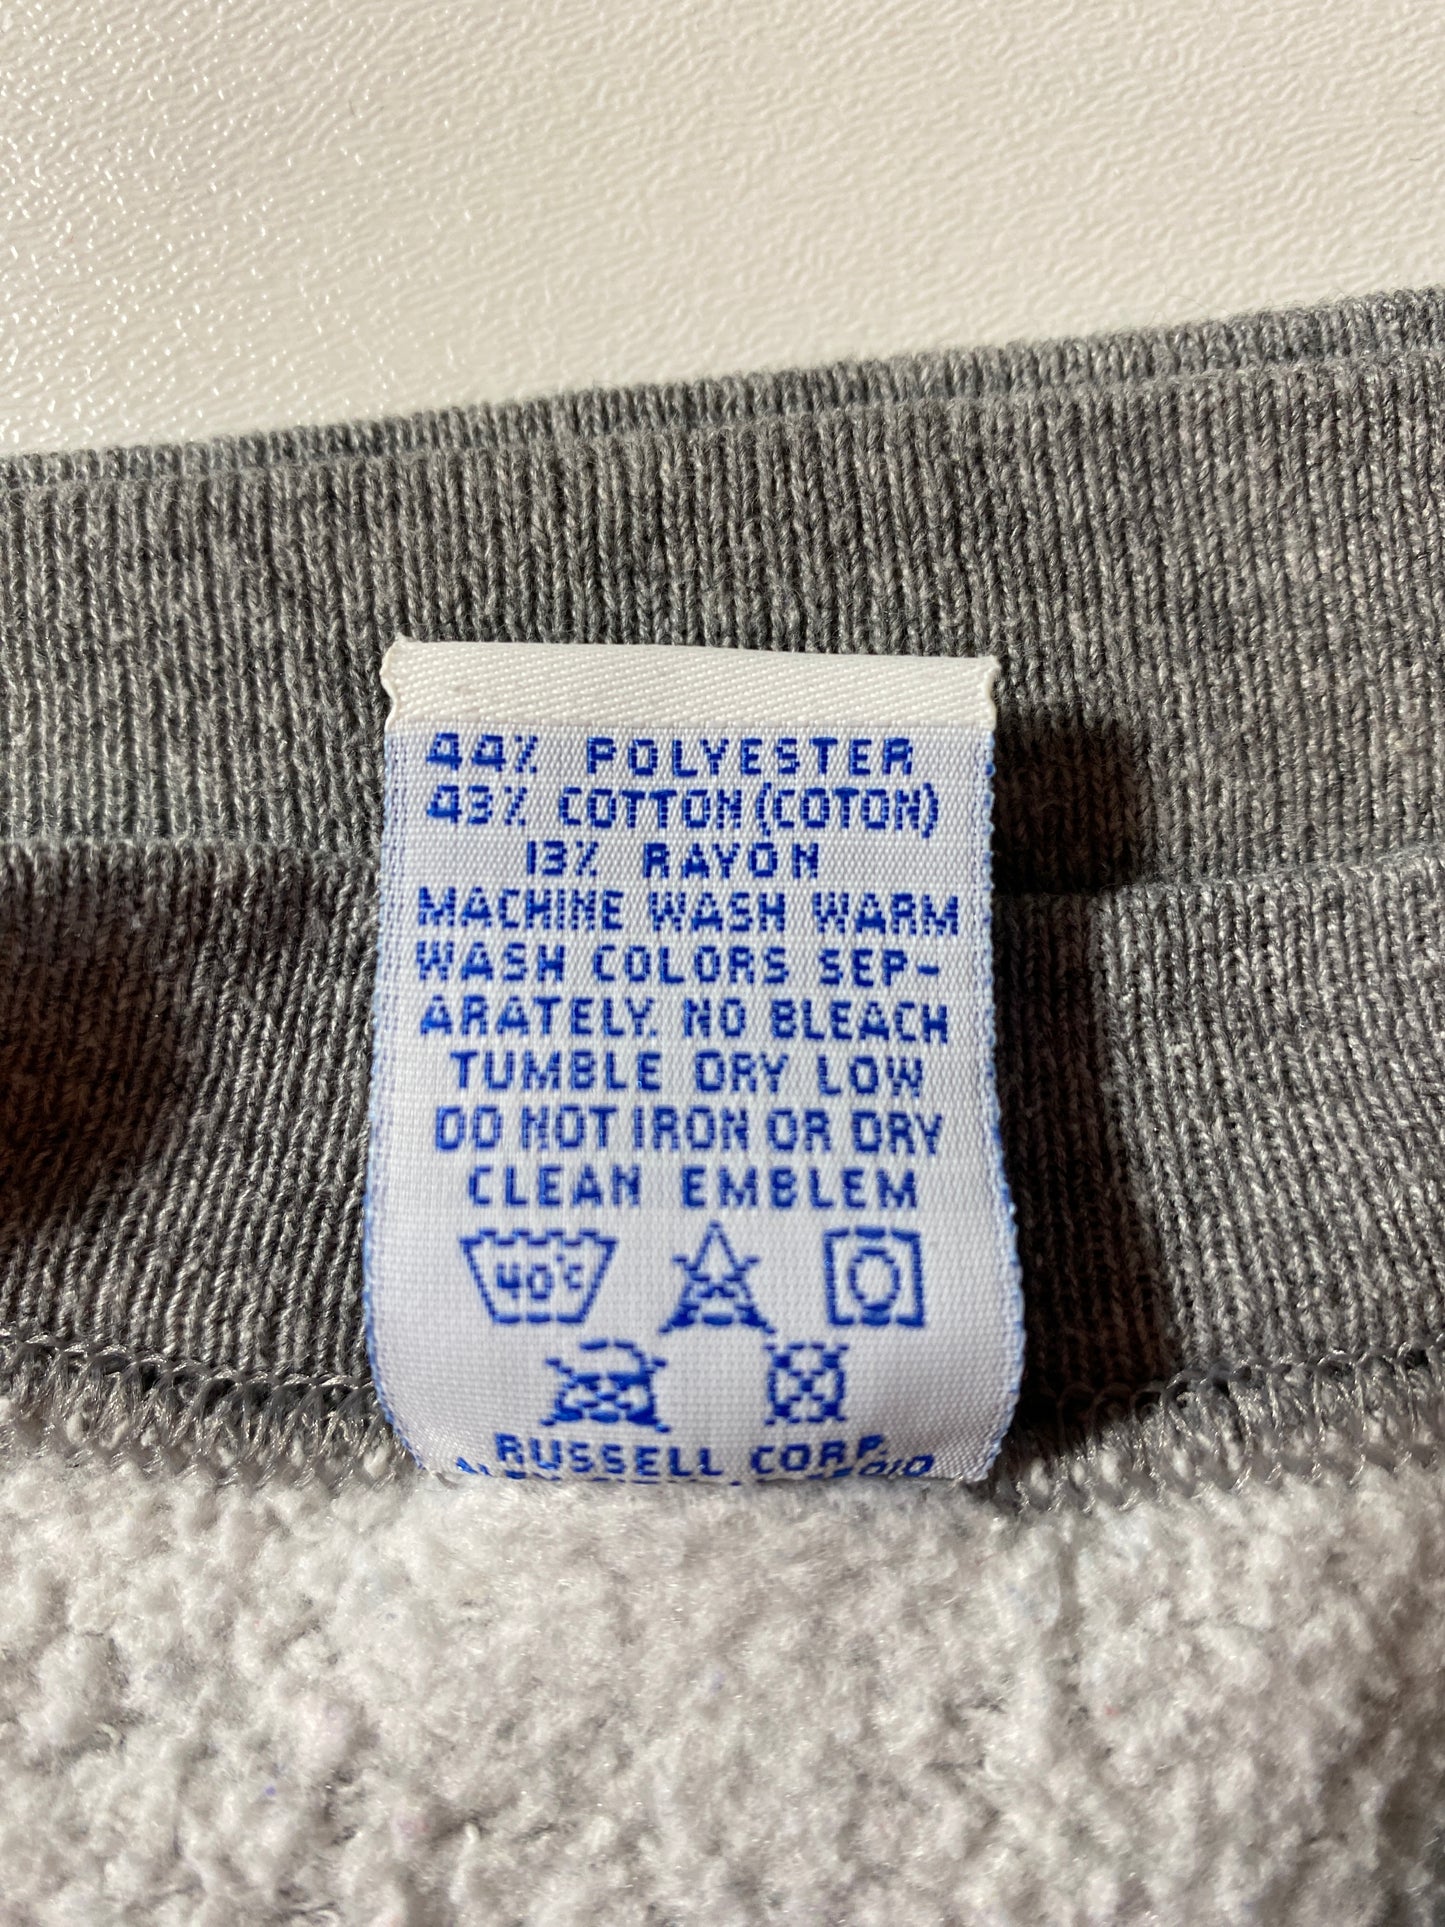 44% POLYESTER
43% COTTON (COTON)
13% RAYON
MACHINE WASH WARM
WASH COLORS SEP-
ARATELY. NO BLEACH
TUMBLE DRY LOW
DO NOT IRON OR DRY
CLEAN EMBLEM
40°C
RUSSELL CORP.